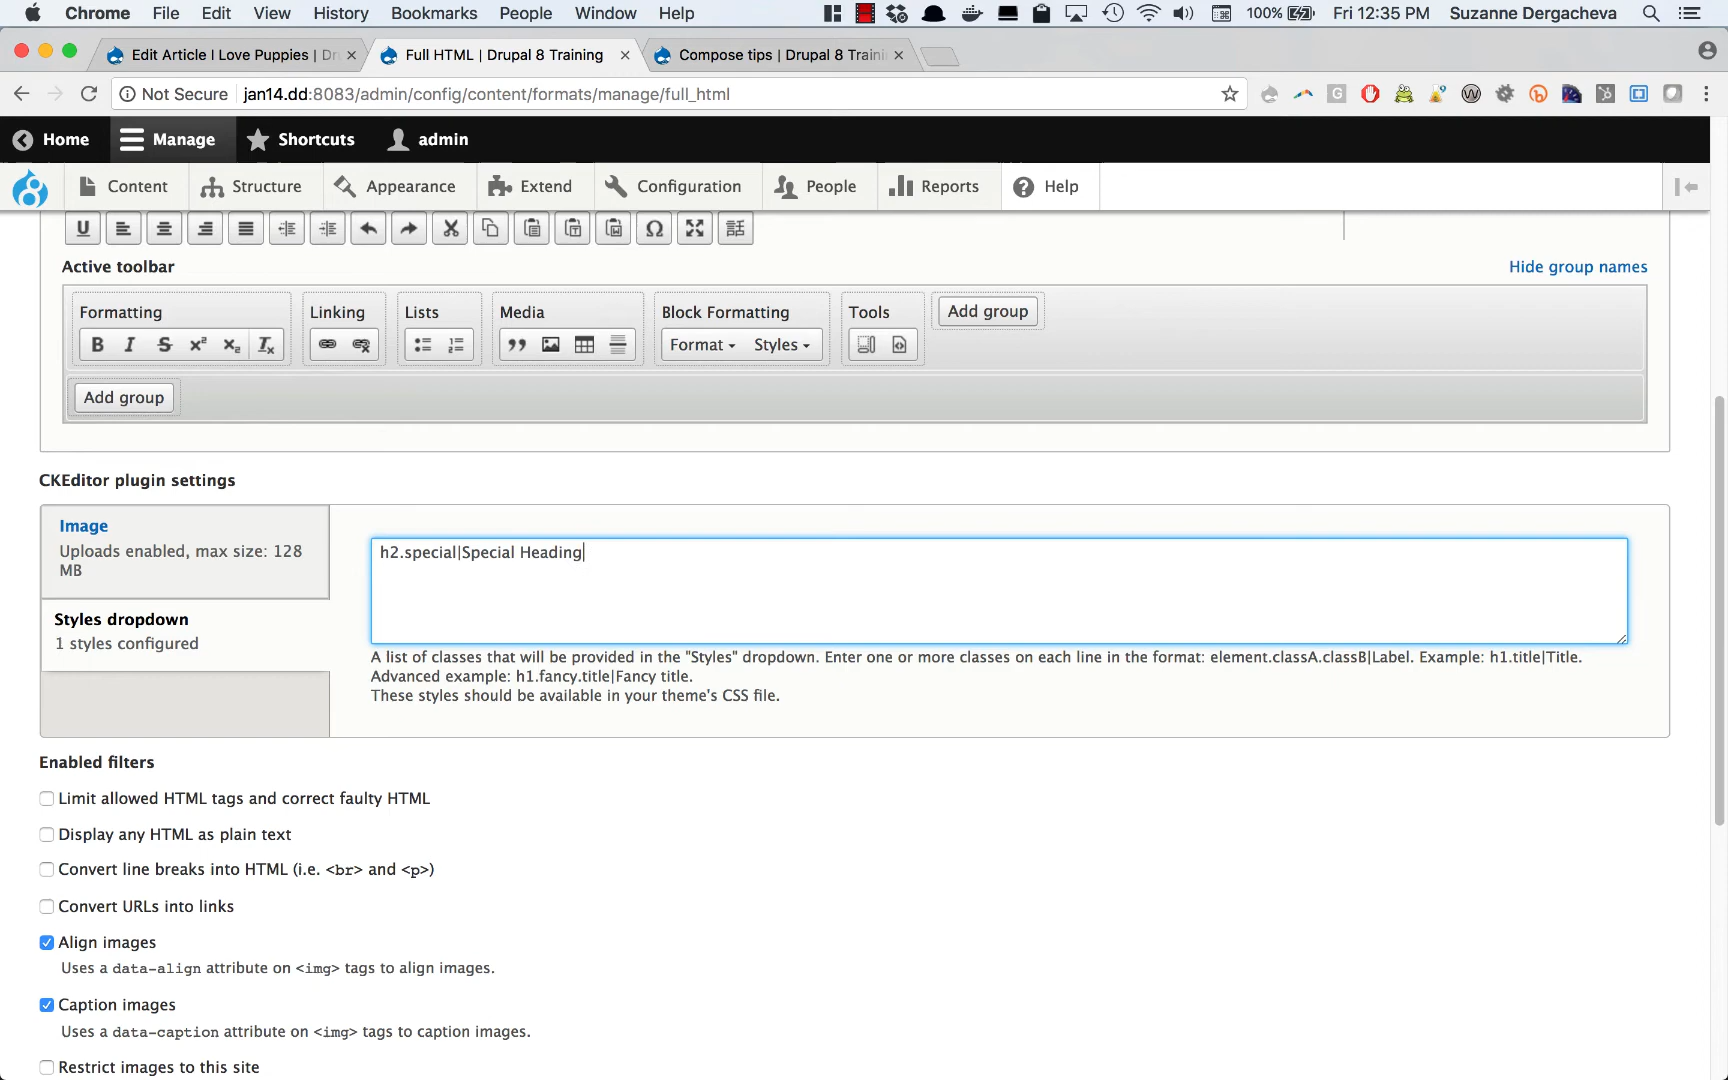 Chrome File Edit View History Bookmarks People Window Help 100% Fri 12:35 PM Suzanne Dergacheva
Edit Article I Love Puppies | Dr Full HTML | Drupal 8 Training Compose tips | Drupal 8 Traini
Not Secure jan14.dd:8083/admin/config/content/formats/manage/full_html
Home Manage Shortcuts admin
Content Structure Appearance Extend Configuration People Reports Help
U Ω
Active toolbar Hide group names
Formatting Linking Lists Media Block Formatting Tools Add group
B I S x² x₂ Tx Format Styles
Add group
CKEditor plugin settings
Image
Uploads enabled, max size: 128
MB
Styles dropdown
1 styles configured
h2.special|Special Heading
A list of classes that will be provided in the "Styles" dropdown. Enter one or more classes on each line in the format: element.classA.classB|Label. Example: h1.title|Title.
Advanced example: h1.fancy.title|Fancy title.
These styles should be available in your theme's CSS file.
Enabled filters
Limit allowed HTML tags and correct faulty HTML
Display any HTML as plain text
Convert line breaks into HTML (i.e. <br> and <p>)
Convert URLs into links
Align images
Uses a data-align attribute on <img> tags to align images.
Caption images
Uses a data-caption attribute on <img> tags to caption images.
Restrict images to this site